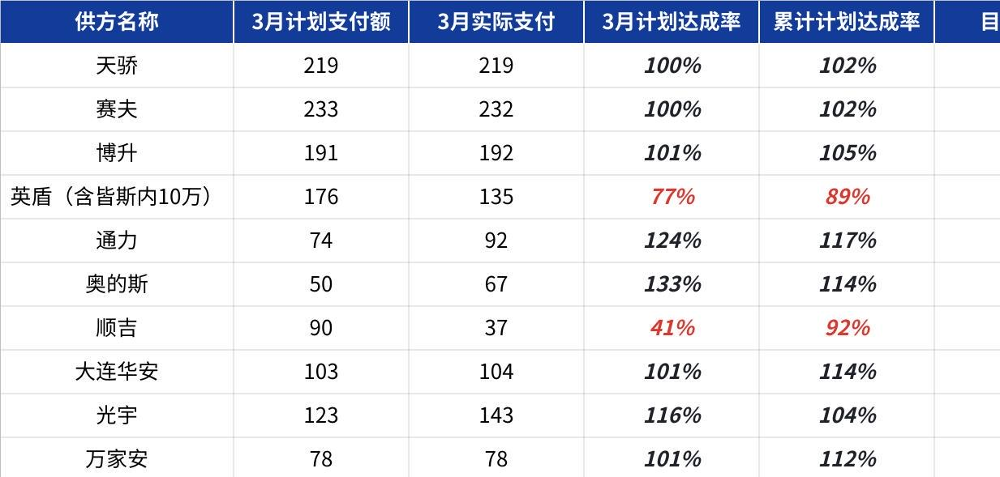 供方名称 3月计划支付额 3月实际支付 3月计划达成率 累计计划达成率 目
天骄 219 219 100% 102%
赛夫 233 232 100% 102%
博升 191 192 101% 105%
英盾（含皆斯内10万） 176 135 77% 89%
通力 74 92 124% 117%
奥的斯 50 67 133% 114%
顺吉 90 37 41% 92%
大连华安 103 104 101% 114%
光宇 123 143 116% 104%
万家安 78 78 101% 112%